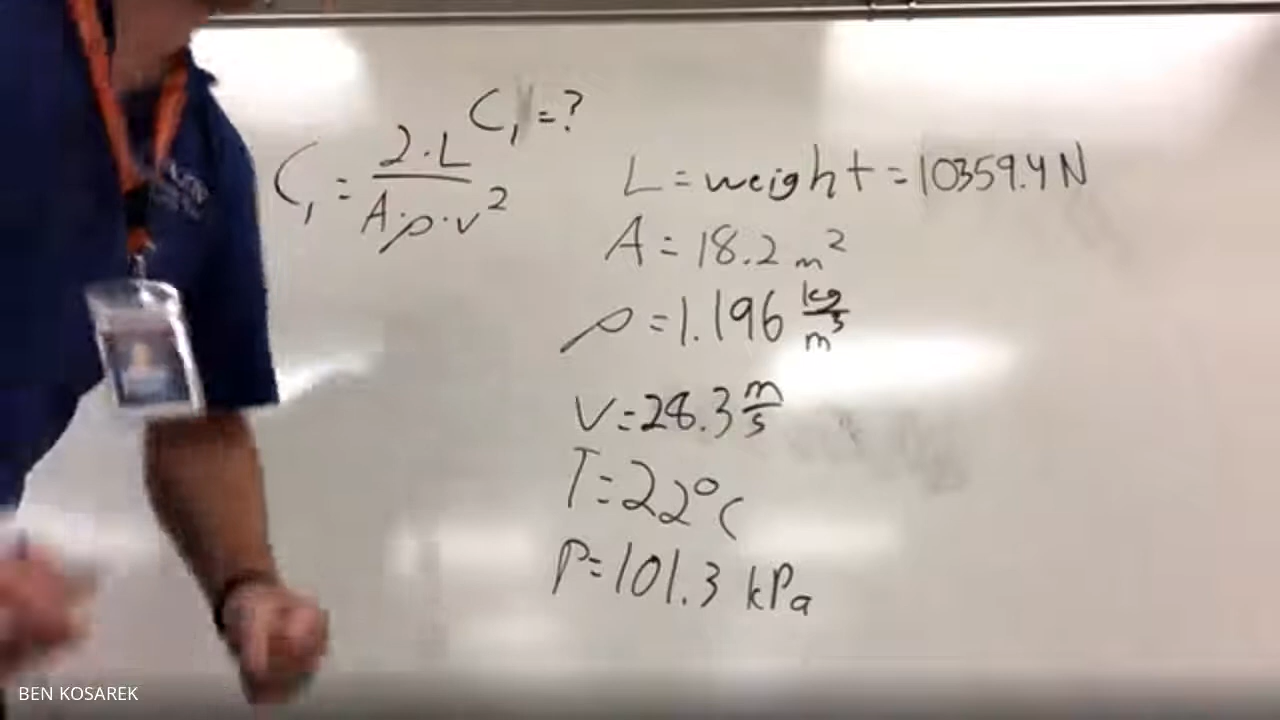 C₁ = ?
C₁ = 2·L / A·ρ·v²
L = weight = 10359.4 N
A = 18.2 m²
ρ = 1.196 kg/m³
V = 28.3 m/s
T = 22°C
P = 101.3 kPa
BEN KOSAREK